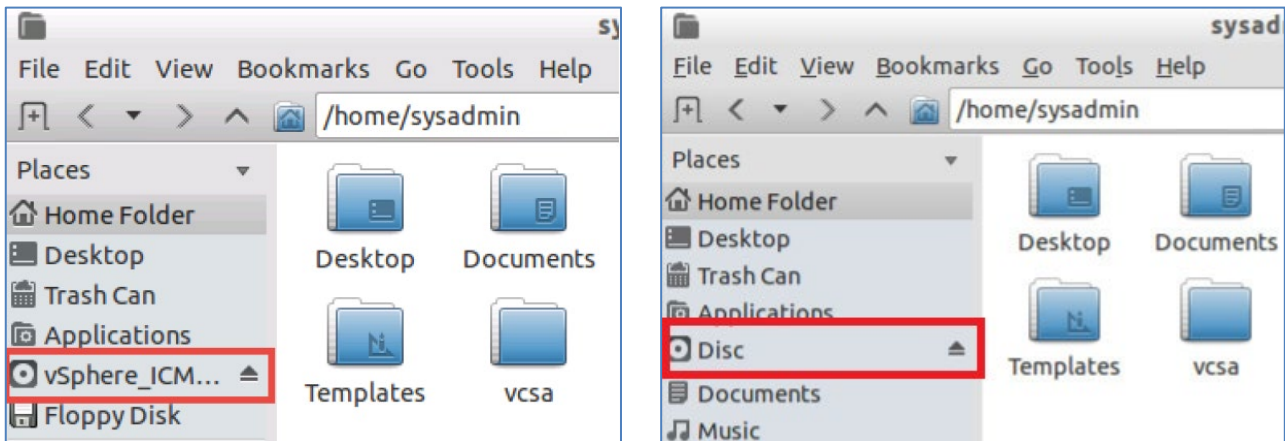 sy
File Edit View Bookmarks Go Tools Help
/home/sysadmin
Places
Home Folder
Desktop
Trash Can
Applications
vSphere_ICM...
Floppy Disk
Desktop
Documents
Templates
vcsa
sysad
File Edit View Bookmarks Go Tools Help
/home/sysadmin
Places
Home Folder
Desktop
Trash Can
Applications
Disc
Documents
Music
Desktop
Documents
Templates
vcsa